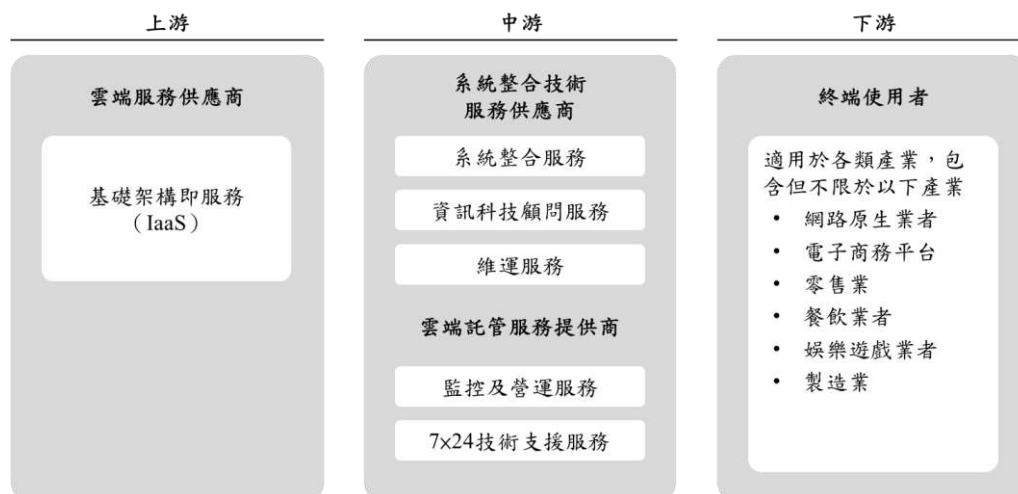 上游
雲端服務供應商
基礎架構即服務
（IaaS）
中游
系統整合技術
服務供應商
系統整合服務
資訊科技顧問服務
維運服務
雲端託管服務提供商
監控及營運服務
7×24技術支援服務
下游
終端使用者
適用於各類產業，包
含但不限於以下產業
• 網路原生業者
• 電子商務平台
• 零售業
• 餐飲業者
• 娛樂遊戲業者
• 製造業